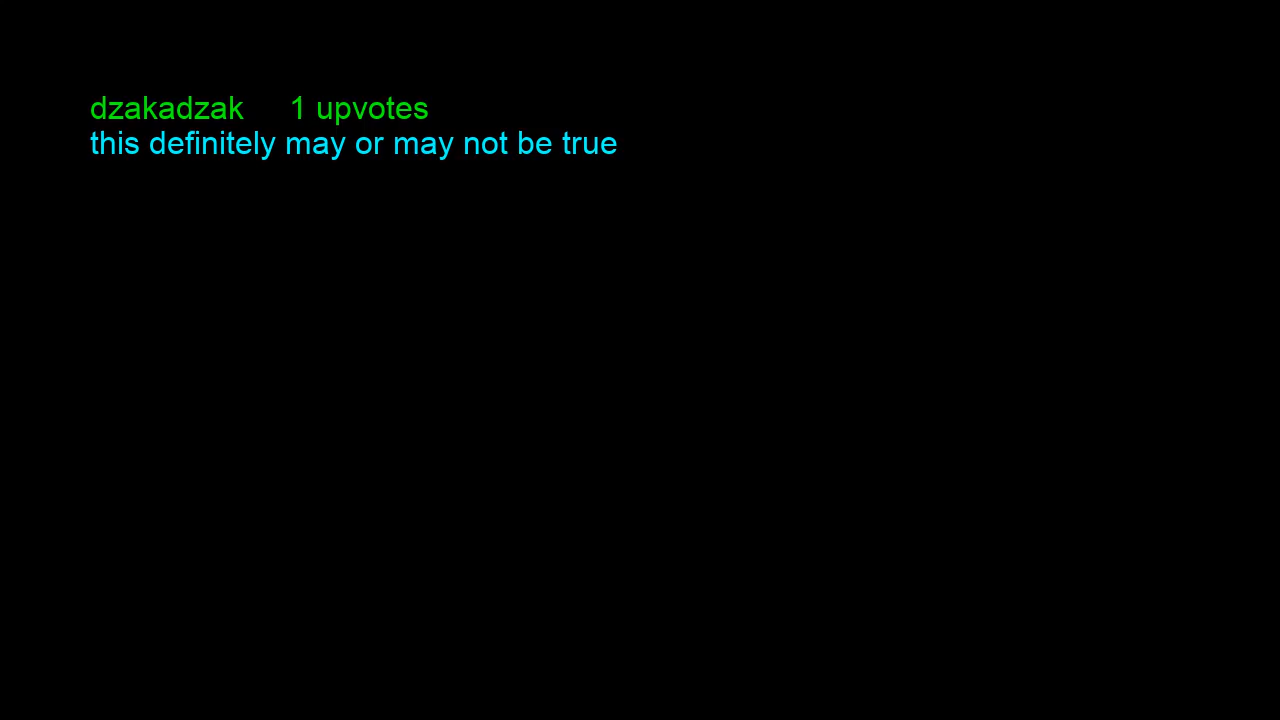 dzakadzak 1 upvotes
this definitely may or may not be true